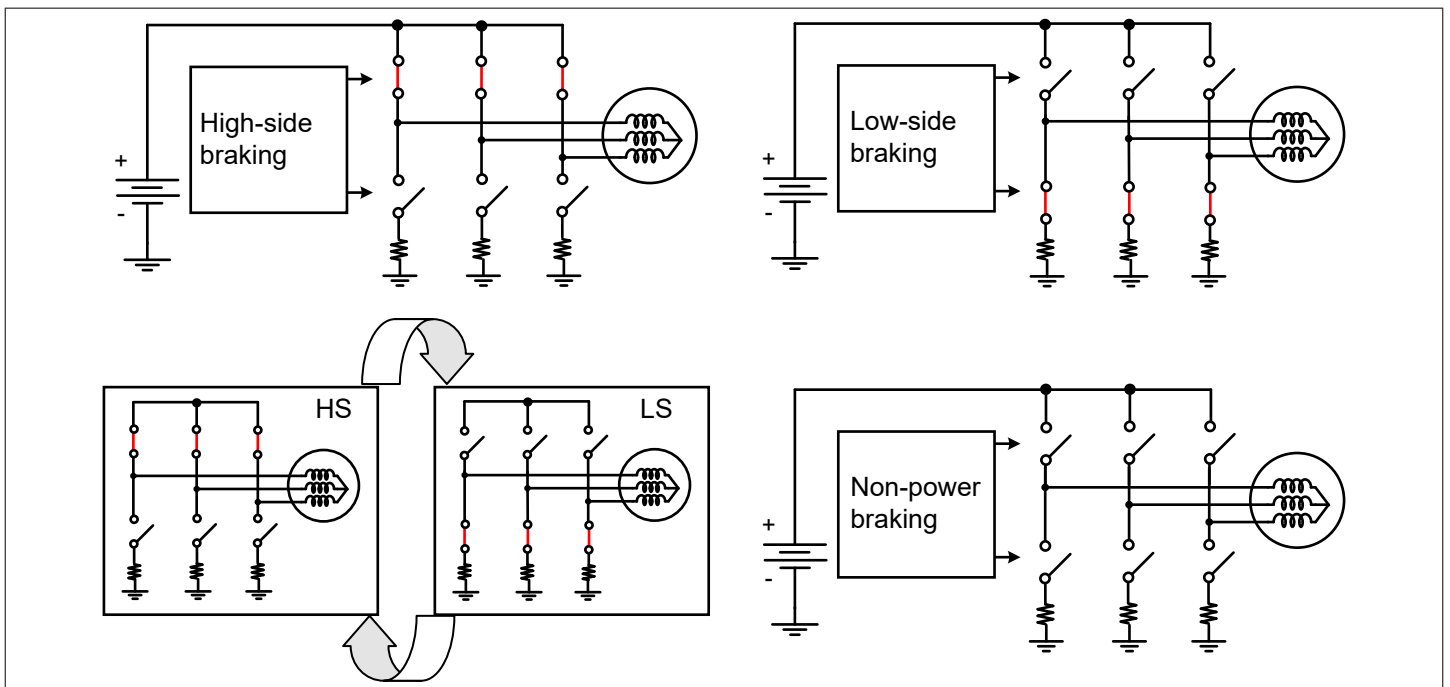 High-side
braking
+
-
Low-side
braking
+
-
HS
LS
Non-power
braking
+
-